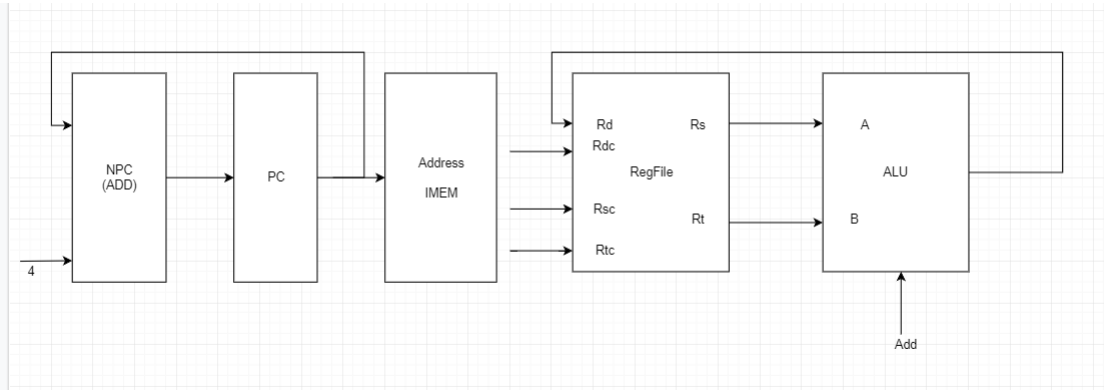 NPC
(ADD)
4
PC
Address
IMEM
Rd
Rs
Rdc
RegFile
Rsc
Rt
Rtc
A
ALU
B
Add